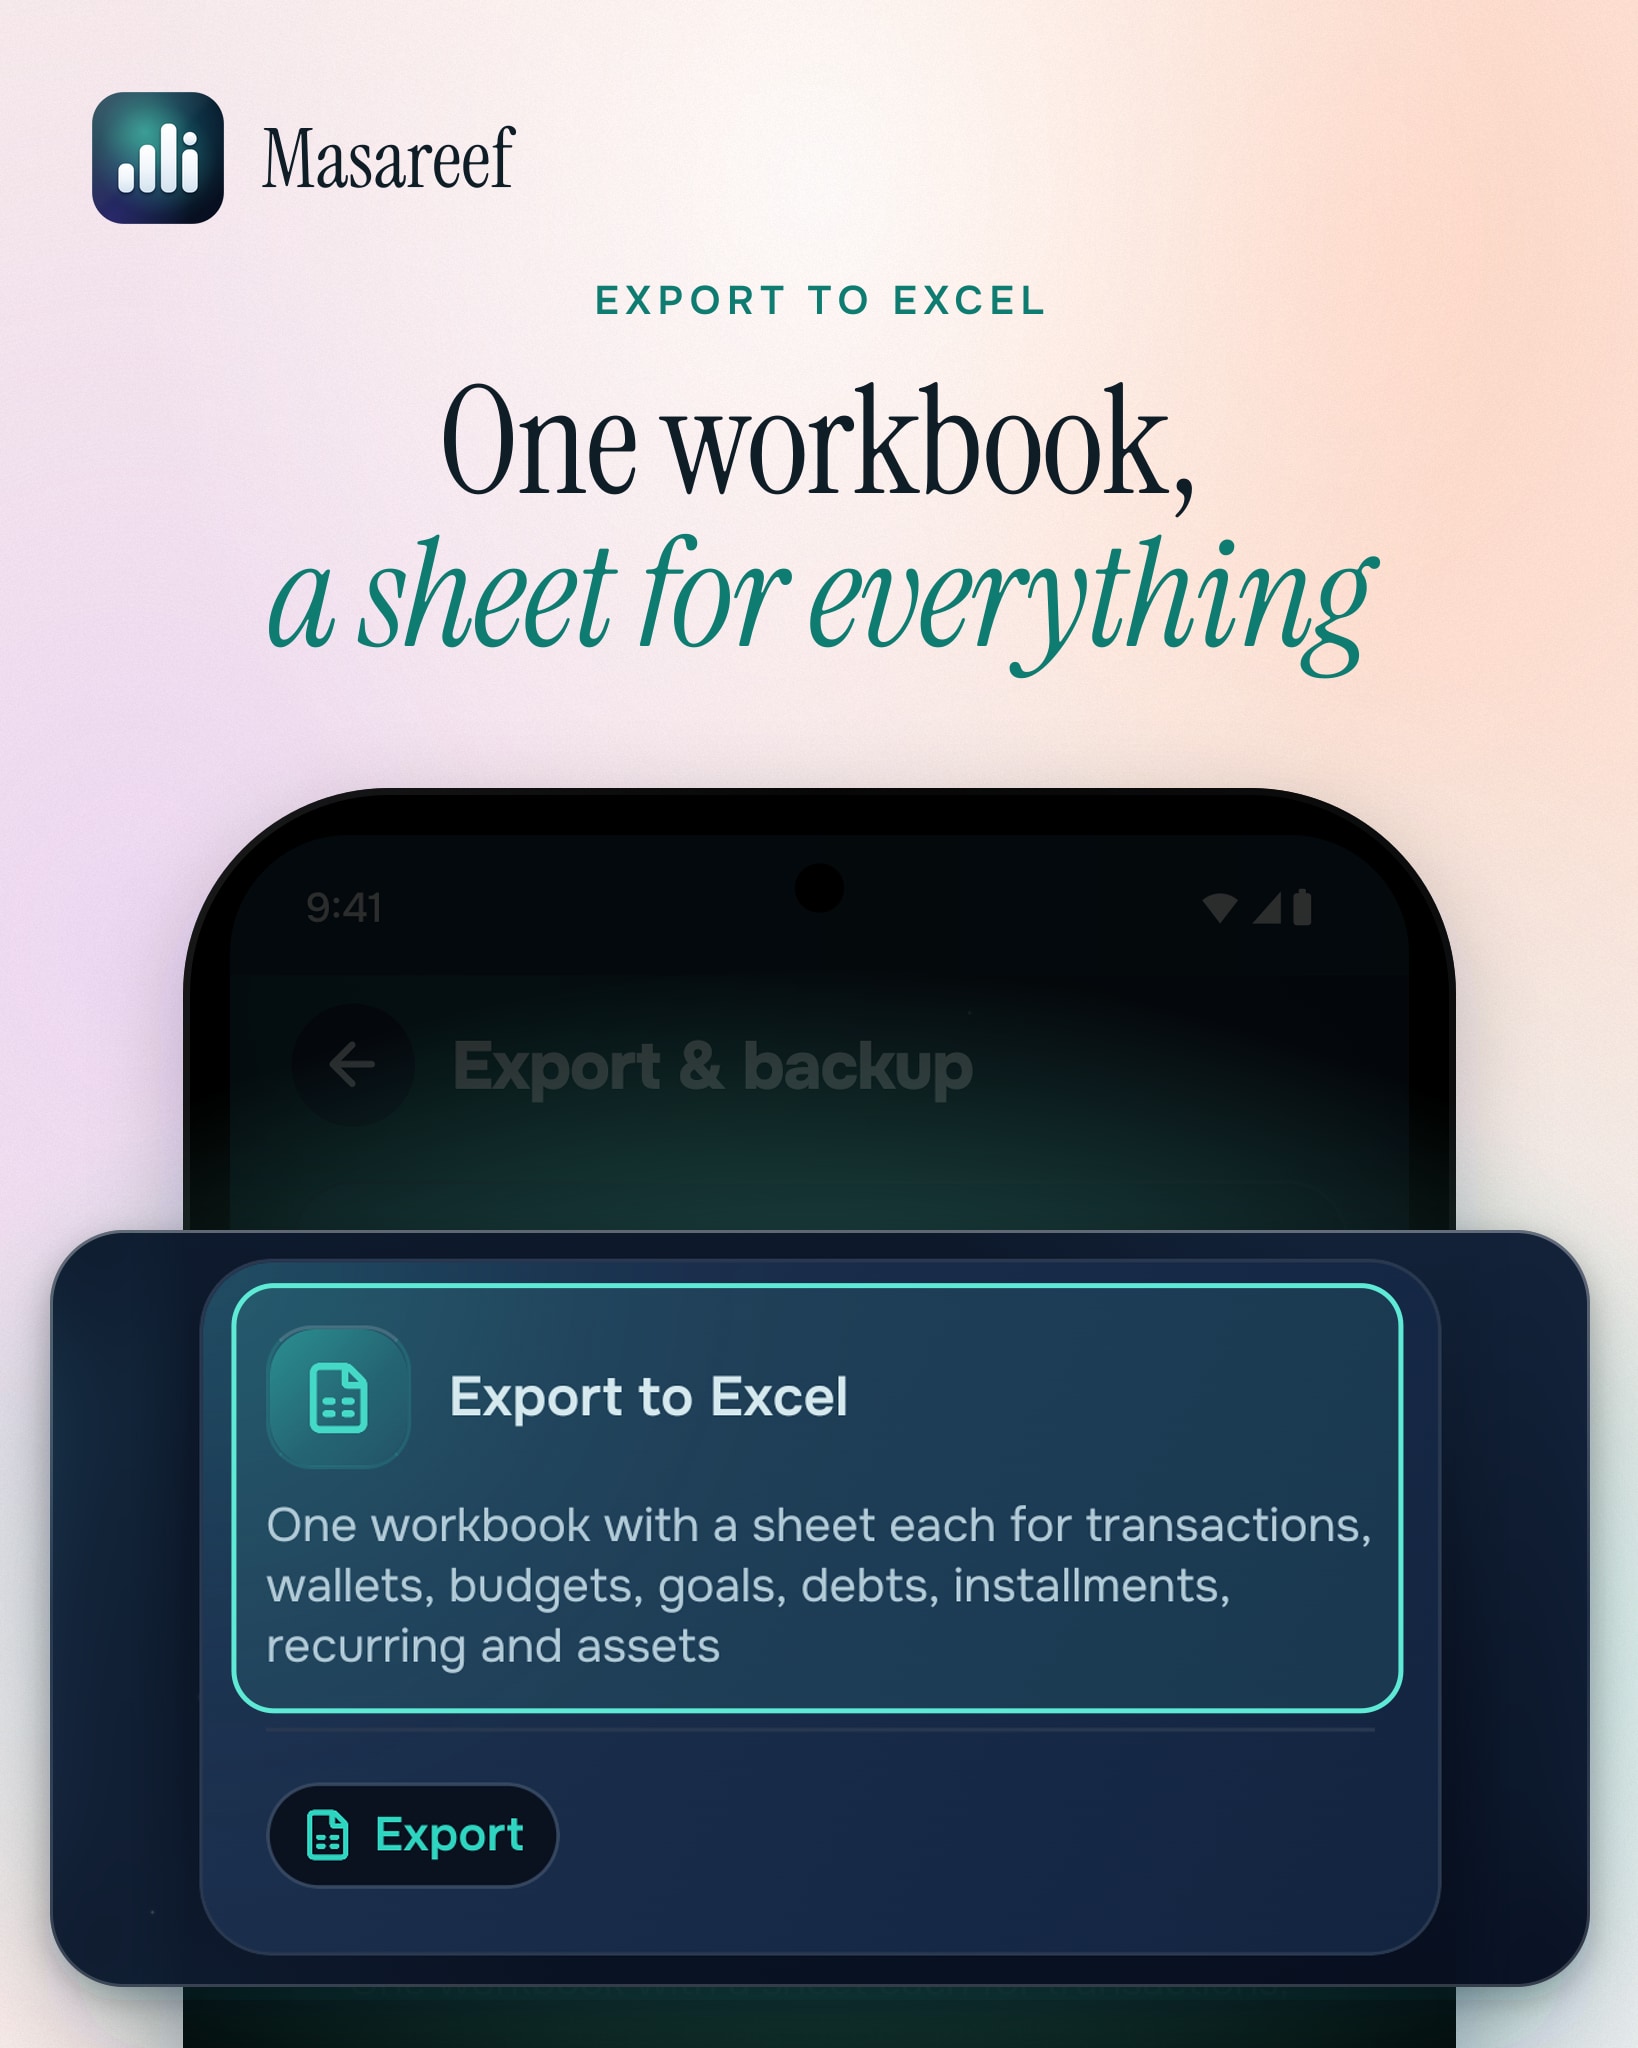 Masareef
EXPORT TO EXCEL
One workbook,
a sheet for everything
9:41
Export & backup
Export to Excel
One workbook with a sheet each for transactions,
wallets, budgets, goals, debts, installments,
recurring and assets
Export